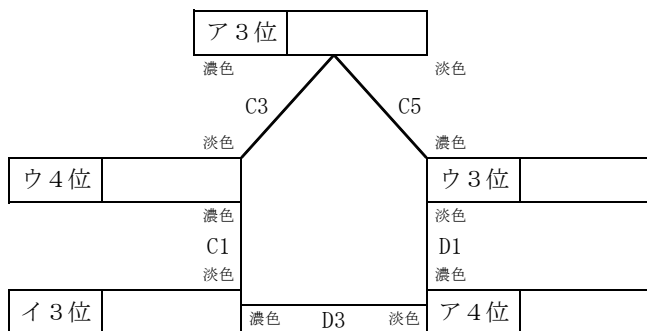 ア３位
濃色 淡色
C3 C5
淡色 濃色
ウ４位 ウ３位
濃色 淡色
C1 D1
淡色 濃色
イ３位 濃色 D3 淡色 ア４位